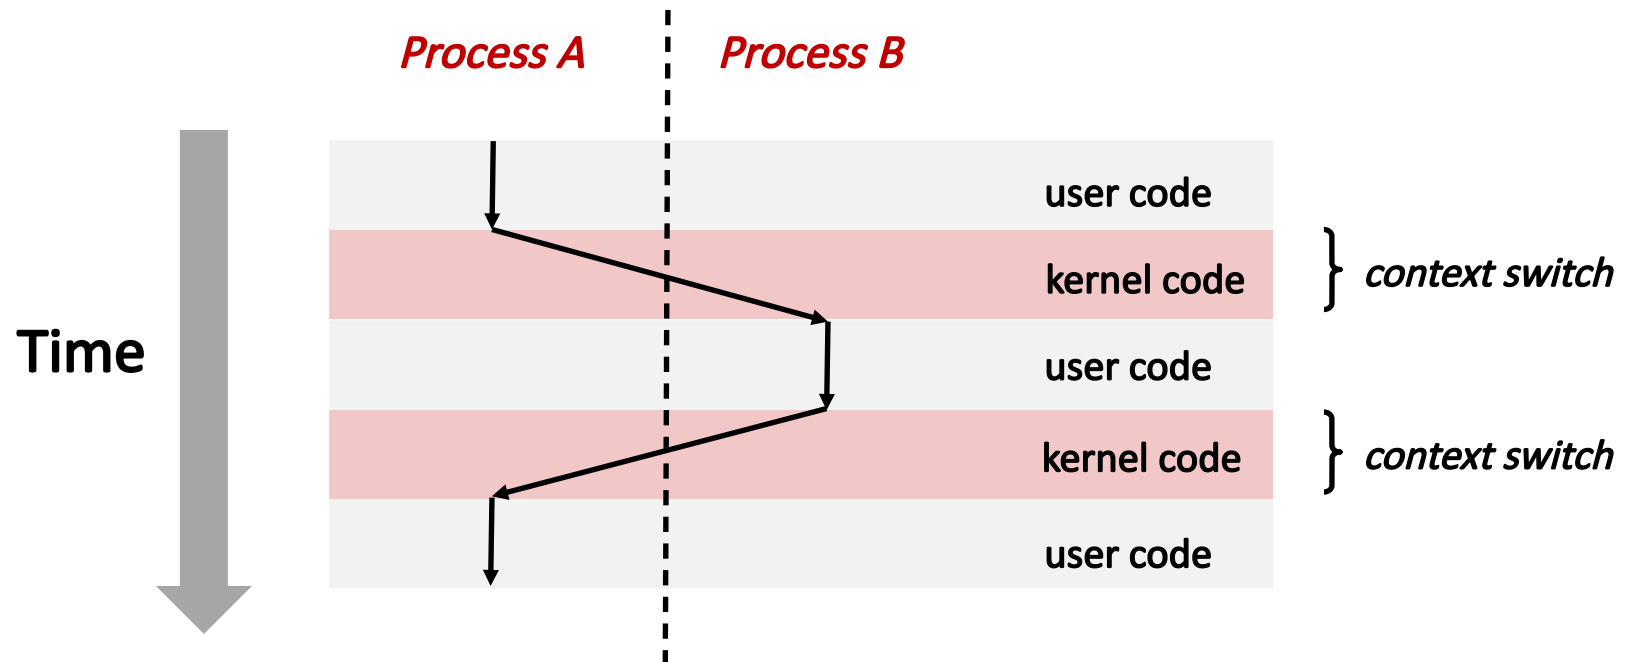 Process A
Process B
user code
kernel code
context switch
Time
user code
kernel code
context switch
user code